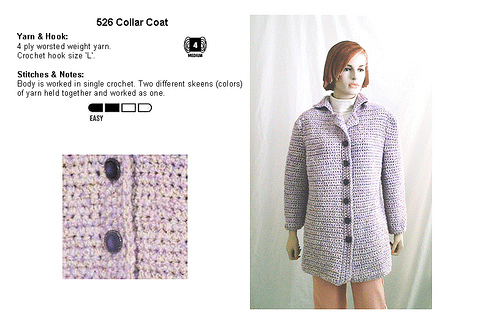 526 Collar Coat
Yarn & Hook:
4 ply worsted weight yarn.
Crochet hook size 'L'.
4
MEDIUM
Stitches & Notes:
Body is worked in single crochet. Two different skeens (colors)
of yarn held together and worked as one.
EASY